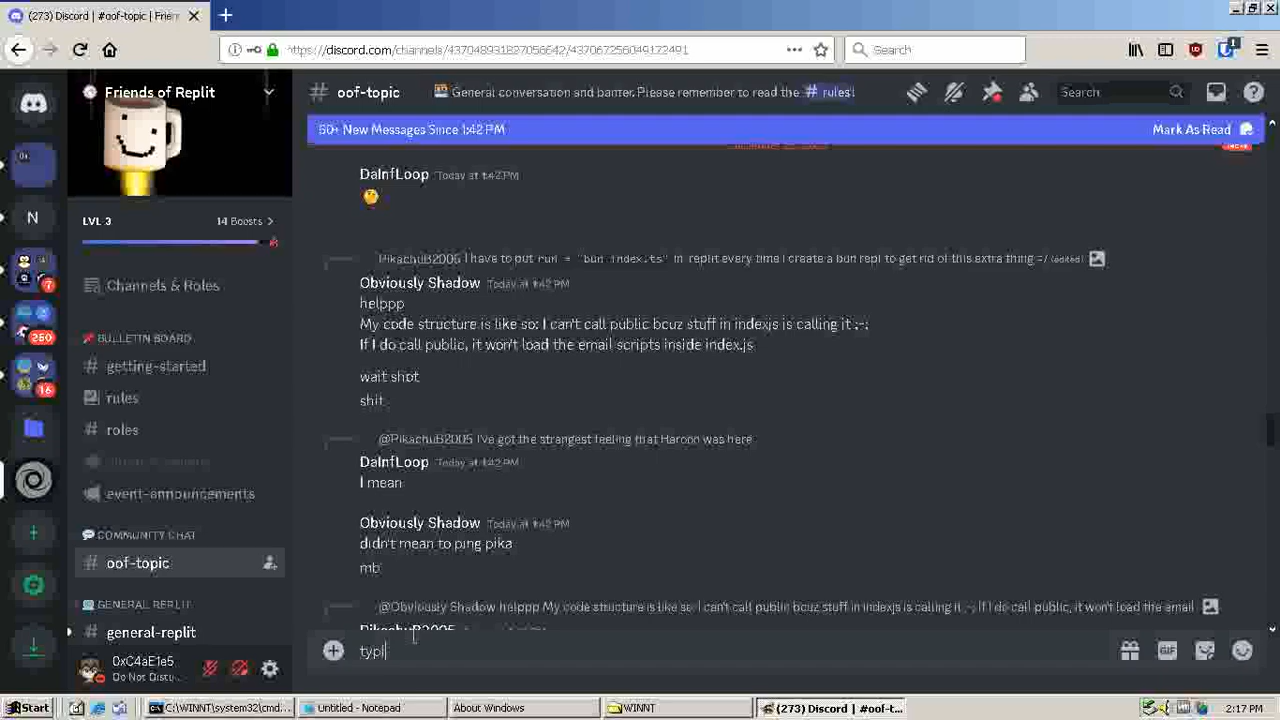 (273) Discord | #oof-topic | Frien
https://discord.com/channels/437048931827056642/437067256049172491
Search
1
Friends of Replit
oof-topic
General conversation and banter. Please remember to read the # rules!
Search
50+ New Messages Since 1:42 PM
Mark As Read
DaInfLoop Today at 1:42 PM
N
LVL 3
14 Boosts
PikachuB2005 I have to put run = "bun index.ts" in replit every time I create a bun repl to get rid of this extra thing =/ (edited)
Channels & Roles
Obviously Shadow Today at 1:42 PM
helppp
My code structure is like so: I can't call public bcuz stuff in indexjs is calling it ;-;
If I do call public, it won't load the email scripts inside index.js
7
250
16
BULLETIN BOARD
getting-started
rules
roles
event-announcements
wait shot
shit
@PikachuB2005 I've got the strangest feeling that Haroon was here
DaInfLoop Today at 1:42 PM
I mean
COMMUNITY CHAT
oof-topic
Obviously Shadow Today at 1:42 PM
didn't mean to ping pika
mb
GENERAL REPLIT
general-replit
@Obviously Shadow helppp My code structure is like so: I can't call public bcuz stuff in indexjs is calling it ;-; If I do call public, it won't load the email
PikachuB2005
typi
GIF
0xC4aE1e5
Do Not Distu...
Start
C:\WINNT\system32\cmd...
Untitled - Notepad
About Windows
WINNT
(273) Discord | #oof-t...
2:17 PM